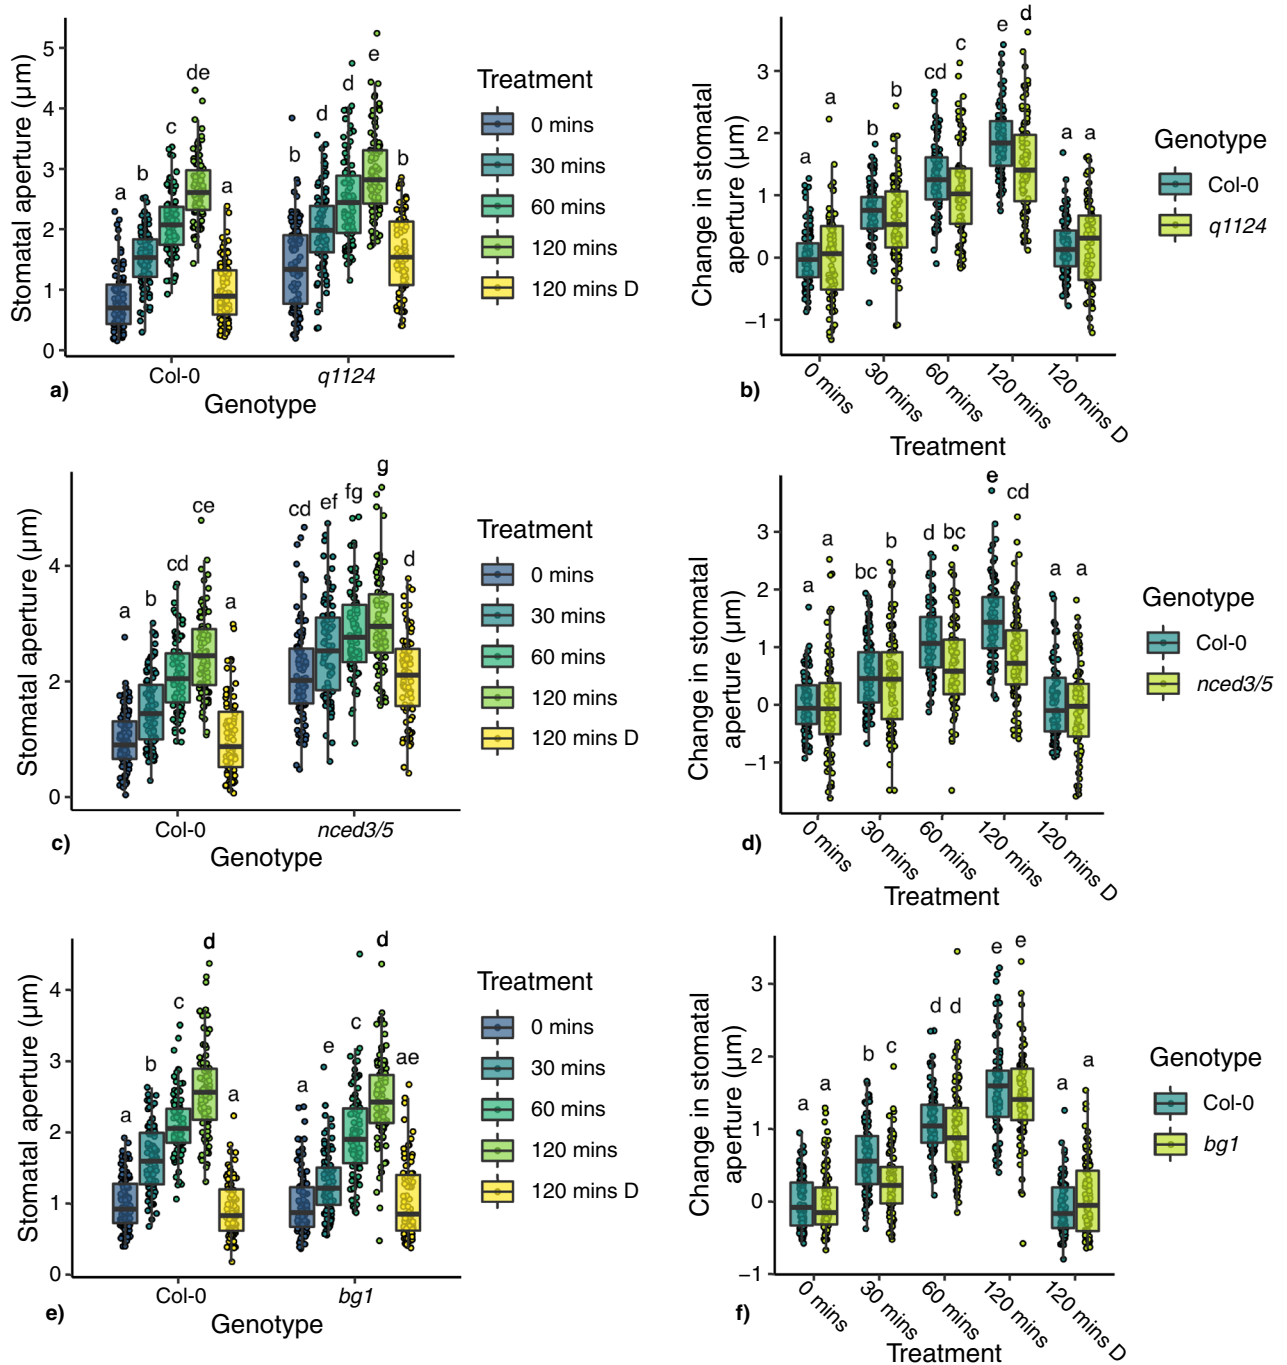 Stomatal aperture (µm)
5
4
3
2
1
0
a
b
c
de
a
b
d
d
e
b
Col-0
q1124
Genotype
a)
Treatment
0 mins
30 mins
60 mins
120 mins
120 mins D
Change in stomatal
aperture (µm)
3
2
1
0
−1
a
a
b
b
cd
c
e
d
a
a
0 mins
30 mins
60 mins
120 mins
120 mins D
Treatment
b)
Genotype
Col-0
q1124
Stomatal aperture (µm)
4
2
0
a
b
cd
ce
a
cd
ef
fg
g
d
Col-0
nced3/5
Genotype
c)
Treatment
0 mins
30 mins
60 mins
120 mins
120 mins D
Change in stomatal
aperture (µm)
3
2
1
0
−1
a
a
bc
b
d
bc
e
cd
a
a
0 mins
30 mins
60 mins
120 mins
120 mins D
Treatment
d)
Genotype
Col-0
nced3/5
Stomatal aperture (µm)
4
3
2
1
0
a
b
c
d
a
a
e
c
d
ae
Col-0
bg1
Genotype
e)
Treatment
0 mins
30 mins
60 mins
120 mins
120 mins D
Change in stomatal
aperture (µm)
3
2
1
0
−1
a
a
b
c
d
d
e
e
a
a
0 mins
30 mins
60 mins
120 mins
120 mins D
Treatment
f)
Genotype
Col-0
bg1